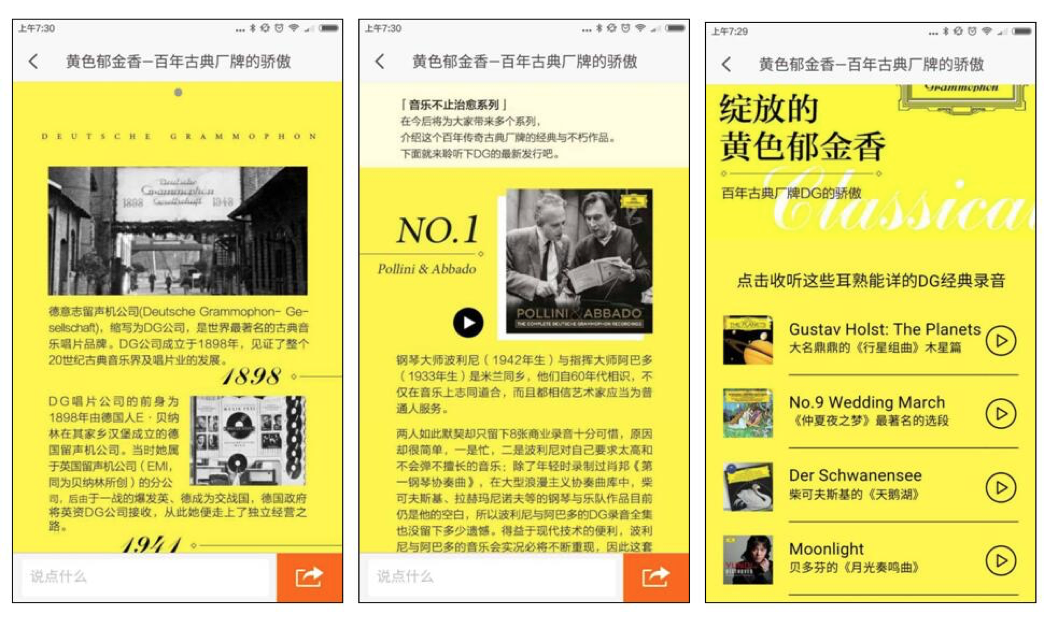 上午7:30
黄色郁金香—百年古典厂牌的骄傲
DEUTSCHE GRAMMOPHON
Deutsche
Grammophon
1898 Gesellschaft 1948
德意志留声机公司(Deutsche Grammophon- Ge-
sellschaft)，缩写为DG公司，是世界最著名的古典音
乐唱片品牌。DG公司成立于1898年，见证了整个
20世纪古典音乐界及唱片业的发展。
1898
DG唱片公司的前身为
1898年由德国人E·贝纳
林在其家乡汉堡成立的德
国留声机公司。当时她属
于英国留声机公司（EMI，
同为贝纳林所创）的分公
司，后由于一战的爆发英、德成为交战国，德国政府
将英资DG公司接收，从此她便走上了独立经营之
路。
1941
说点什么
上午7:30
黄色郁金香—百年古典厂牌的骄傲
「音乐不止治愈系列」
在今后将为大家带来多个系列，
介绍这个百年传奇古典厂牌的经典与不朽作品。
下面就来聆听下DG的最新发行吧。
NO.1
Pollini & Abbado
POLLINI X ABBADO
THE COMPLETE DEUTSCHE GRAMMOPHON RECORDINGS
钢琴大师波利尼（1942年生）与指挥大师阿巴多
（1933年生）是米兰同乡，他们自60年代相识，不
仅在音乐上志同道合，而且都相信艺术家应当为普
通人服务。
两人如此默契却只留下8张商业录音十分可惜，原因
却很简单，一是忙，二是波利尼对自己要求太高和
不会弹不擅长的音乐；除了年轻时录制过肖邦《第
一钢琴协奏曲》，在大型浪漫主义协奏曲库中，柴
可夫斯基、拉赫玛尼诺夫等的钢琴与乐队作品目前
仍是他的空白，所以波利尼与阿巴多的DG录音全集
也没留下多少遗憾。得益于现代技术的便利，波利
尼与阿巴多的音乐会实况必将不断重现，因此这套
说点什么
上午7:29
黄色郁金香—百年古典厂牌的骄傲
Grammophon
绽放的
黄色郁金香
百年古典厂牌DG的骄傲
Classical
点击收听这些耳熟能详的DG经典录音
Gustav Holst: The Planets
大名鼎鼎的《行星组曲》木星篇
No.9 Wedding March
《仲夏夜之梦》最著名的选段
Der Schwanensee
柴可夫斯基的《天鹅湖》
Moonlight
贝多芬的《月光奏鸣曲》